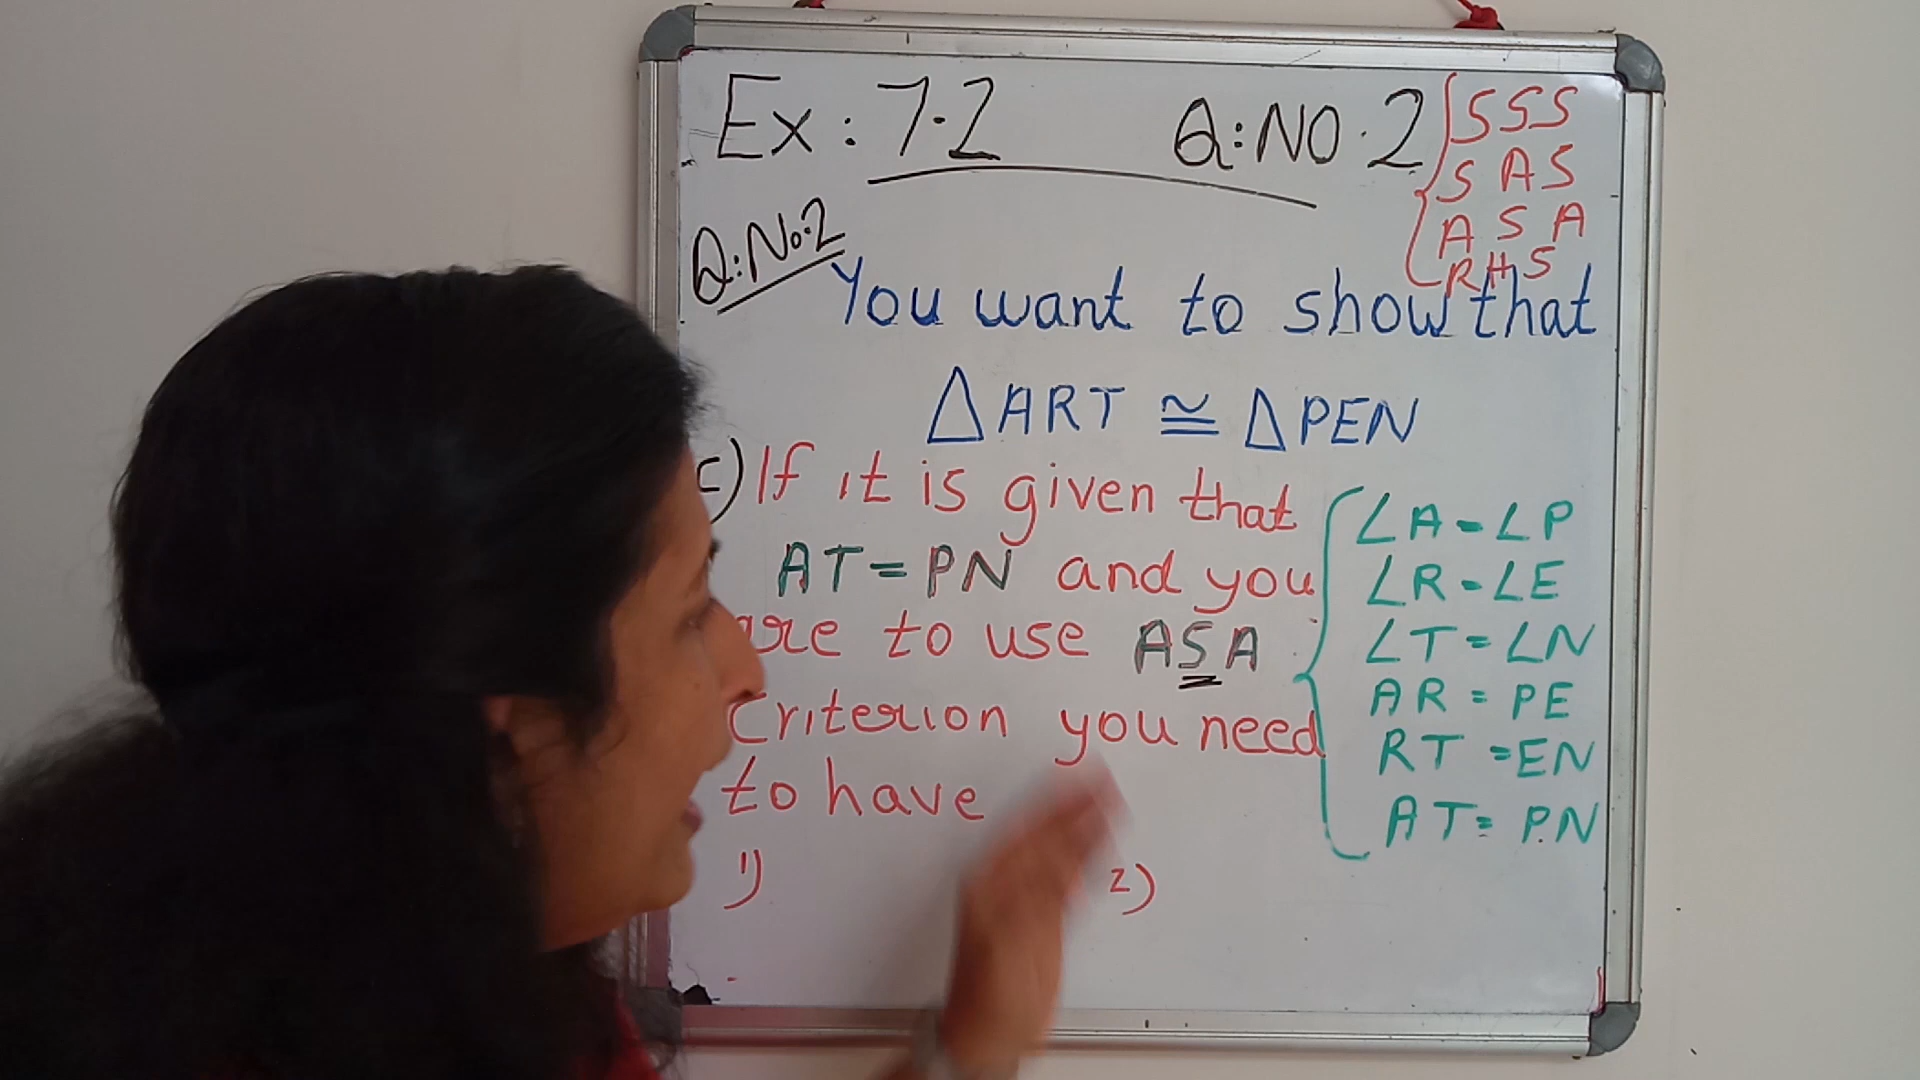 Ex: 7.2 Q:NO.2
SSS
SAS
ASA
RHS
Q:No:2
You want to show that
△ART ≅ △PEN
c) If it is given that
AT=PN and you
are to use ASA
Criterion you need
to have
1) 2)
∠A=∠P
∠R=∠E
∠T=∠N
AR=PE
RT=EN
AT=PN